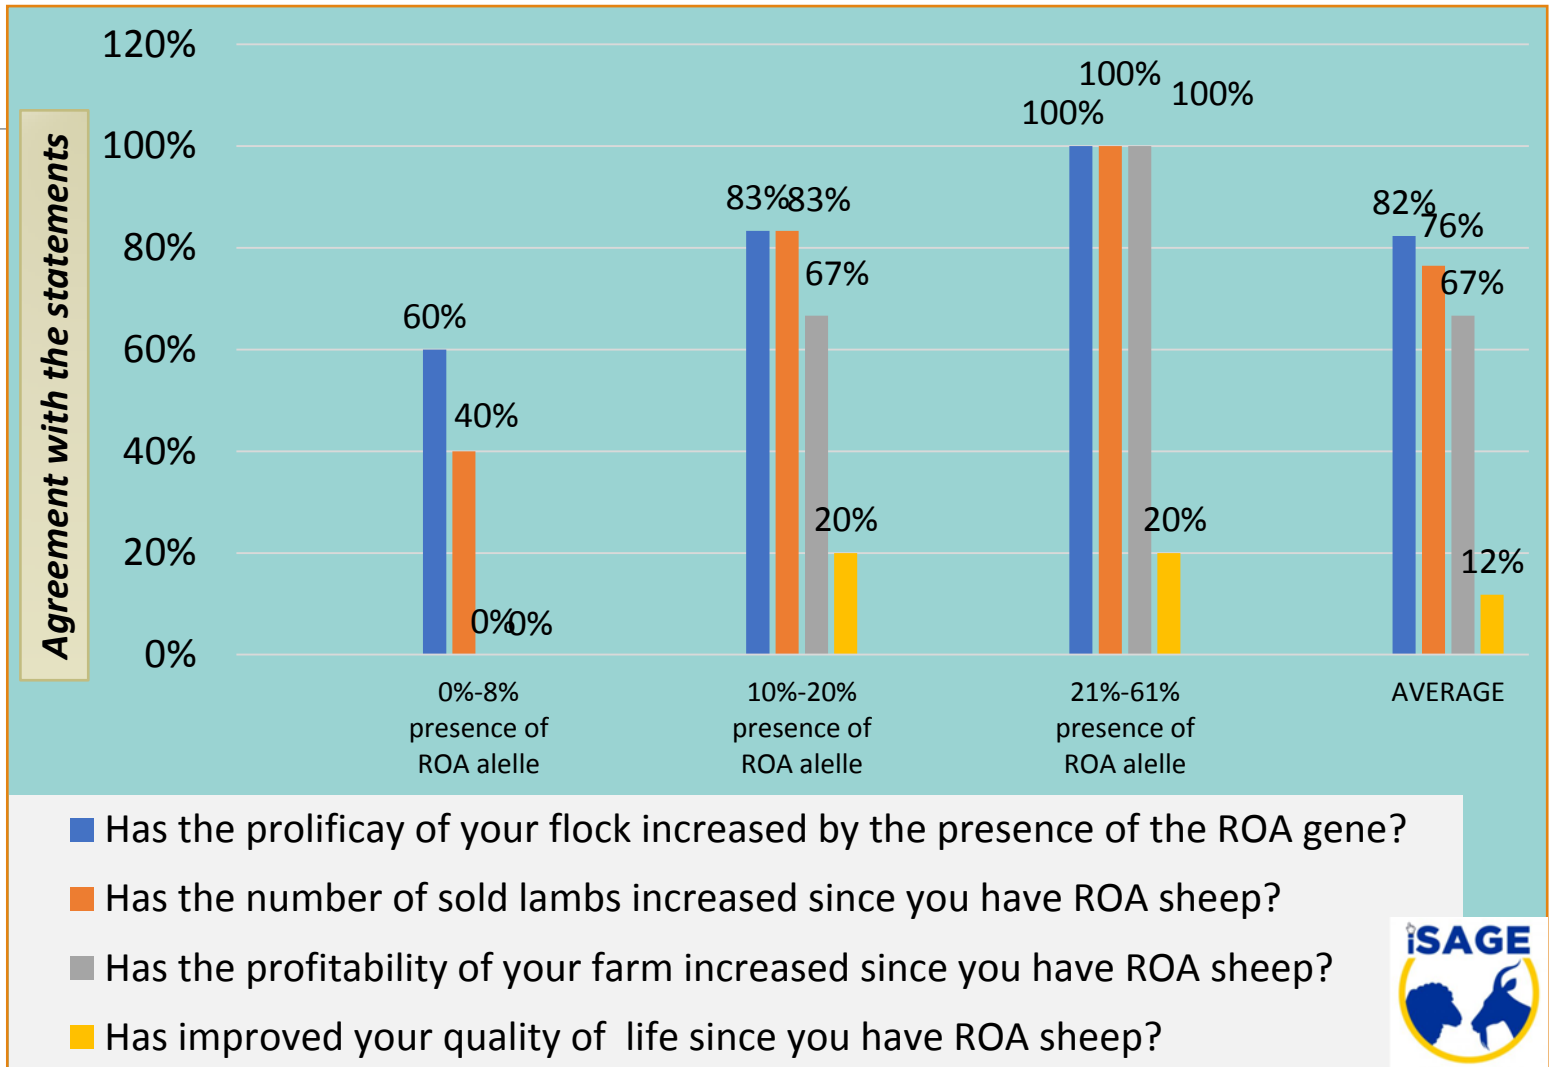 Agreement with the statements
120%
100%
80%
60%
40%
20%
0%
60%
40%
0%
0%
83%
83%
67%
20%
100%
100%
100%
20%
82%
76%
67%
12%
0%-8%
presence of
ROA alelle
10%-20%
presence of
ROA alelle
21%-61%
presence of
ROA alelle
AVERAGE
Has the prolificay of your flock increased by the presence of the ROA gene?
Has the number of sold lambs increased since you have ROA sheep?
Has the profitability of your farm increased since you have ROA sheep?
Has improved your quality of  life since you have ROA sheep?
iSAGE